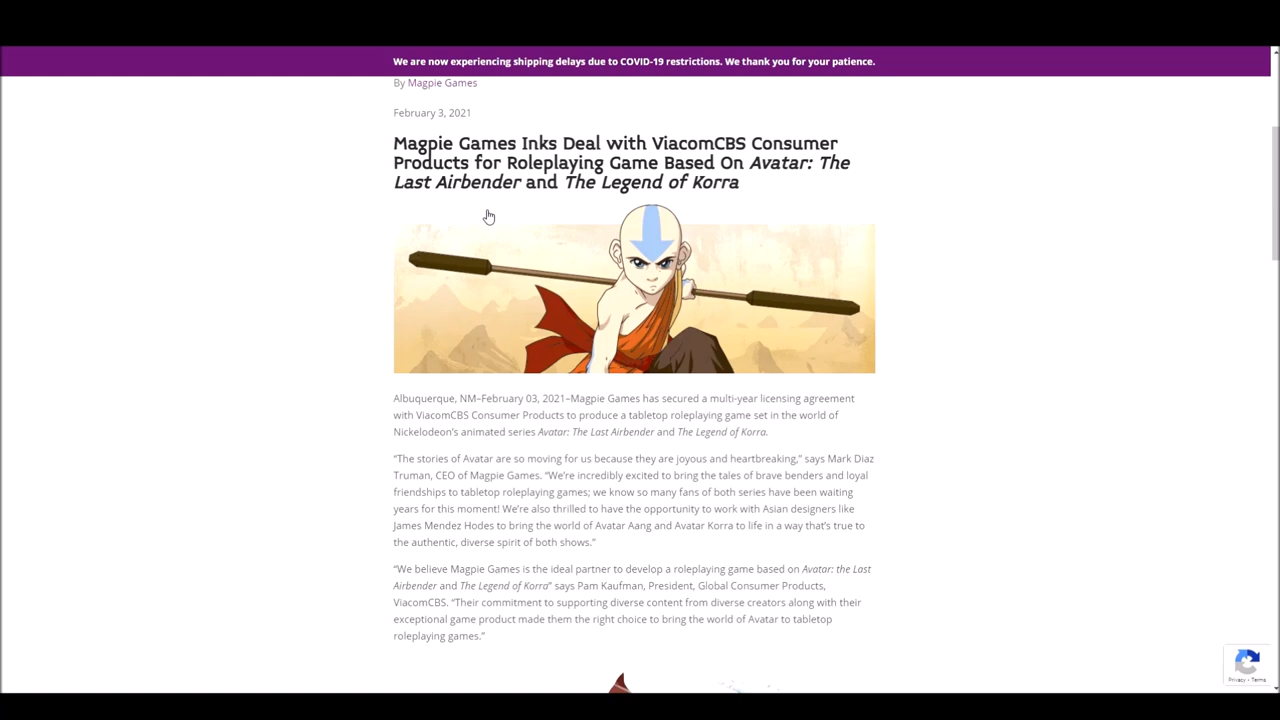 We are now experiencing shipping delays due to COVID-19 restrictions. We thank you for your patience.
By Magpie Games
February 3, 2021
Magpie Games Inks Deal with ViacomCBS Consumer
Products for Roleplaying Game Based On Avatar: The
Last Airbender and The Legend of Korra
Albuquerque, NM–February 03, 2021–Magpie Games has secured a multi-year licensing agreement
with ViacomCBS Consumer Products to produce a tabletop roleplaying game set in the world of
Nickelodeon's animated series Avatar: The Last Airbender and The Legend of Korra.
“The stories of Avatar are so moving for us because they are joyous and heartbreaking,” says Mark Diaz
Truman, CEO of Magpie Games. “We’re incredibly excited to bring the tales of brave benders and loyal
friendships to tabletop roleplaying games; we know so many fans of both series have been waiting
years for this moment! We’re also thrilled to have the opportunity to work with Asian designers like
James Mendez Hodes to bring the world of Avatar Aang and Avatar Korra to life in a way that’s true to
the authentic, diverse spirit of both shows.”
“We believe Magpie Games is the ideal partner to develop a roleplaying game based on Avatar: the Last
Airbender and The Legend of Korra” says Pam Kaufman, President, Global Consumer Products,
ViacomCBS. “Their commitment to supporting diverse content from diverse creators along with their
exceptional game product made them the right choice to bring the world of Avatar to tabletop
roleplaying games.”
Privacy - Terms